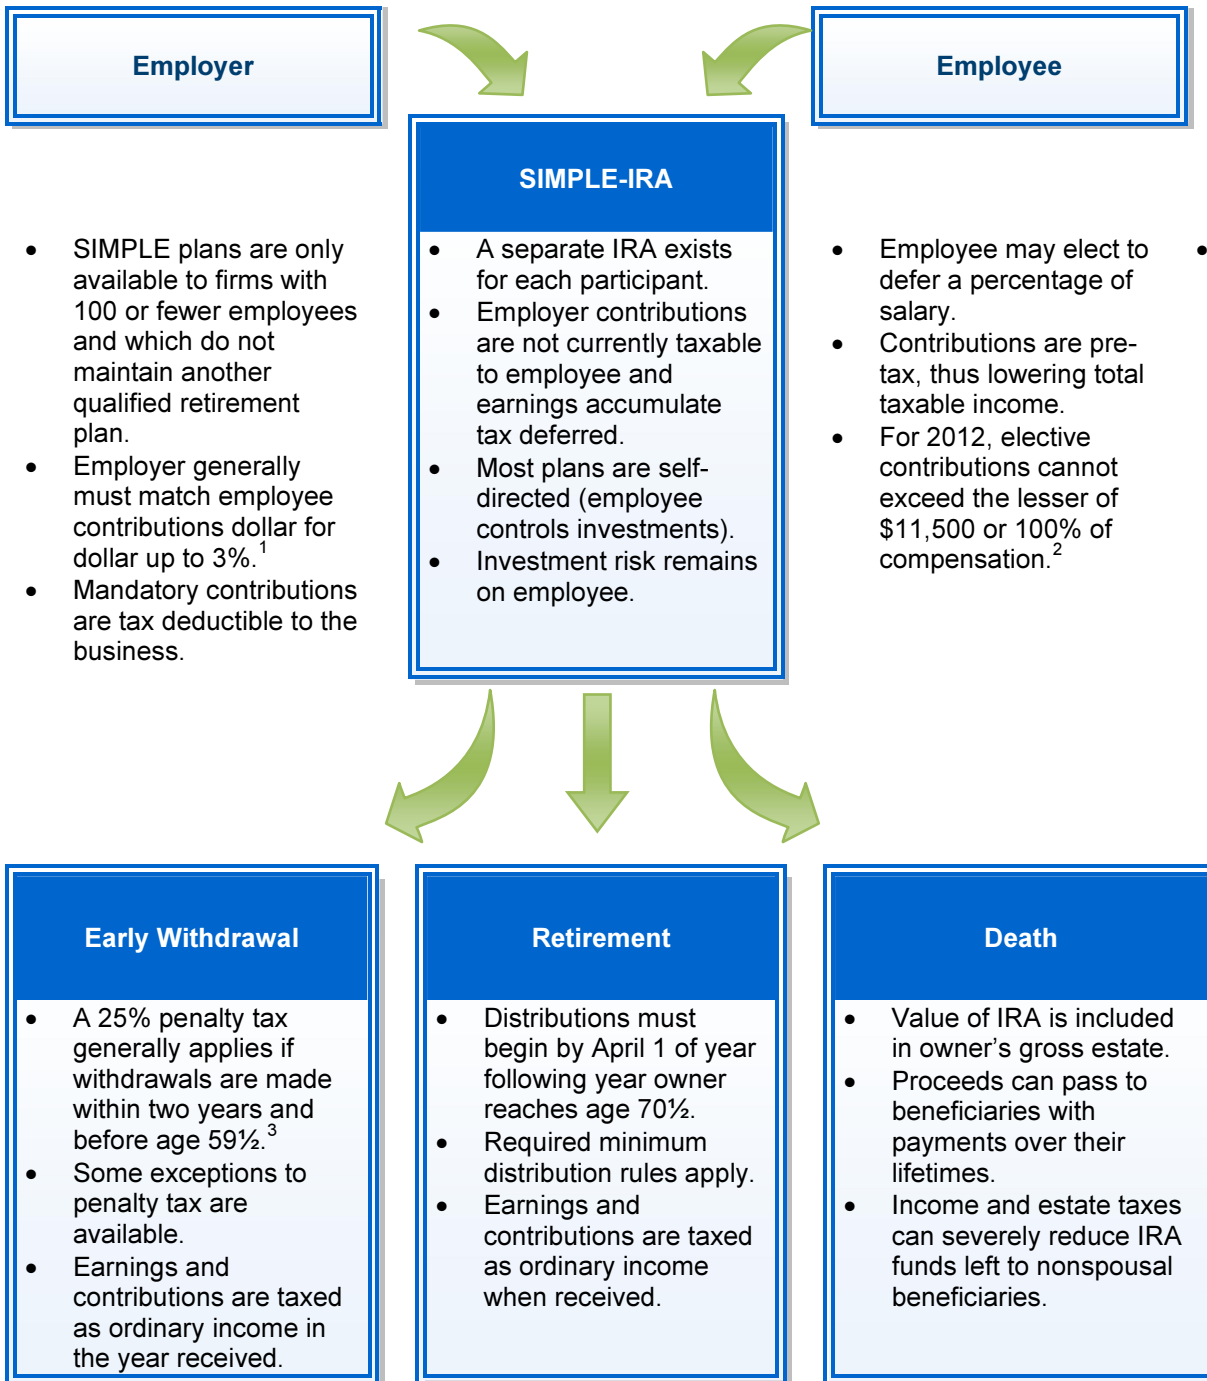 Employer
Employee
SIMPLE-IRA
• SIMPLE plans are only
available to firms with
100 or fewer employees
and which do not
maintain another
qualified retirement
plan.
• Employer generally
must match employee
contributions dollar for
dollar up to 3%.¹
• Mandatory contributions
are tax deductible to the
business.
• A separate IRA exists
for each participant.
• Employer contributions
are not currently taxable
to employee and
earnings accumulate
tax deferred.
• Most plans are self-
directed (employee
controls investments).
• Investment risk remains
on employee.
• Employee may elect to
defer a percentage of
salary.
• Contributions are pre-
tax, thus lowering total
taxable income.
• For 2012, elective
contributions cannot
exceed the lesser of
$11,500 or 100% of
compensation.²
•
Early Withdrawal
• A 25% penalty tax
generally applies if
withdrawals are made
within two years and
before age 59½.³
• Some exceptions to
penalty tax are
available.
• Earnings and
contributions are taxed
as ordinary income in
the year received.
Retirement
• Distributions must
begin by April 1 of year
following year owner
reaches age 70½.
• Required minimum
distribution rules apply.
• Earnings and
contributions are taxed
as ordinary income
when received.
Death
• Value of IRA is included
in owner’s gross estate.
• Proceeds can pass to
beneficiaries with
payments over their
lifetimes.
• Income and estate taxes
can severely reduce IRA
funds left to nonspousal
beneficiaries.